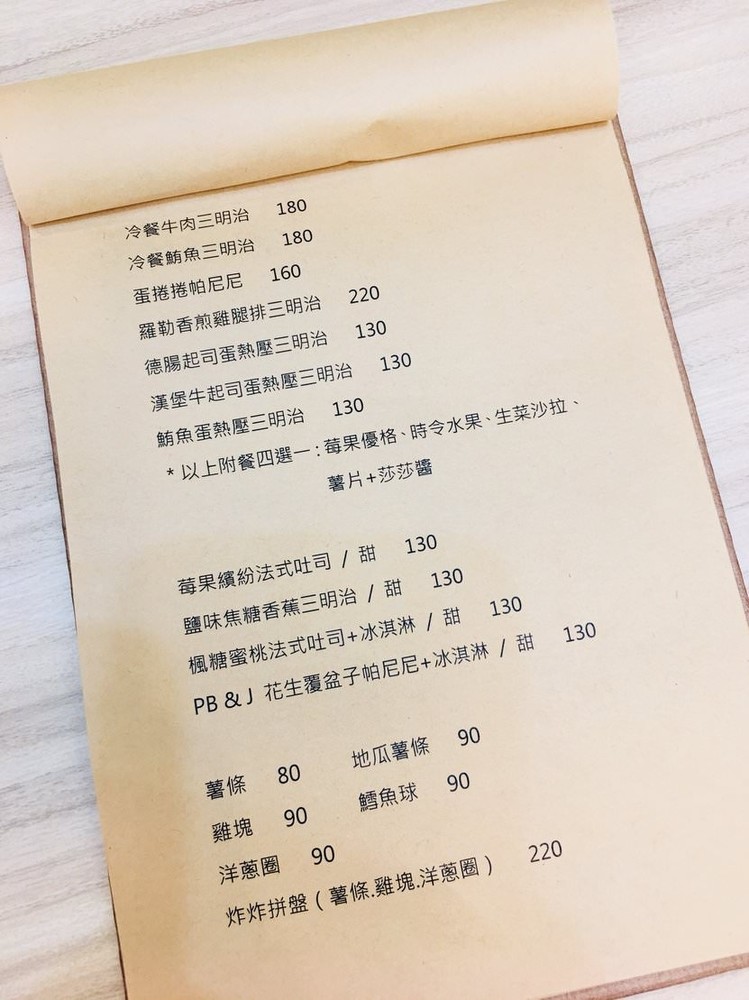 冷餐牛肉三明治 180
冷餐鮪魚三明治 180
蛋捲捲帕尼尼 160
羅勒香煎雞腿排三明治 220
德腸起司蛋熱壓三明治 130
漢堡牛起司蛋熱壓三明治 130
鮪魚蛋熱壓三明治 130
* 以上附餐四選一:莓果優格、時令水果、生菜沙拉、
薯片+莎莎醬
莓果繽紛法式吐司 / 甜 130
鹽味焦糖香蕉三明治 / 甜 130
楓糖蜜桃法式吐司+冰淇淋 / 甜 130
PB & J 花生覆盆子帕尼尼+冰淇淋 / 甜 130
薯條 80 地瓜薯條 90
雞塊 90 鱈魚球 90
洋蔥圈 90
炸炸拼盤 ( 薯條.雞塊.洋蔥圈 ) 220